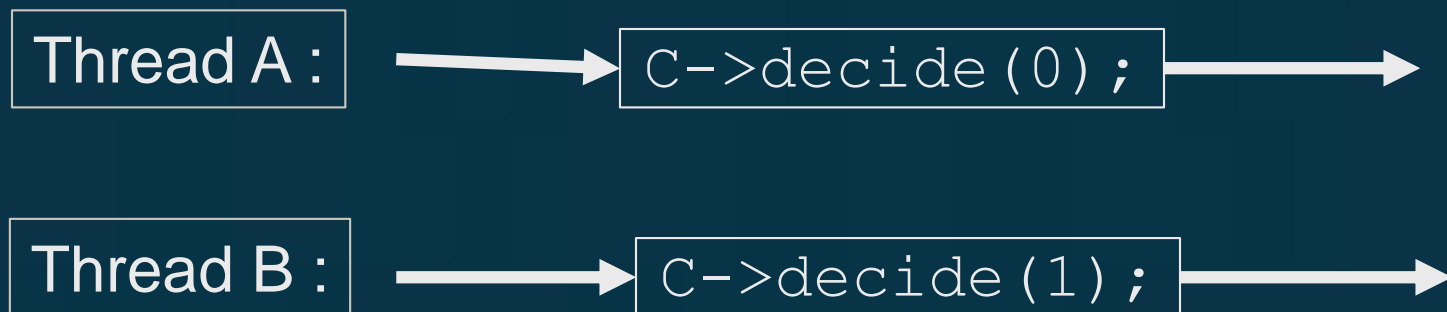 Thread A :
C->decide(0);
Thread B :
C->decide(1);